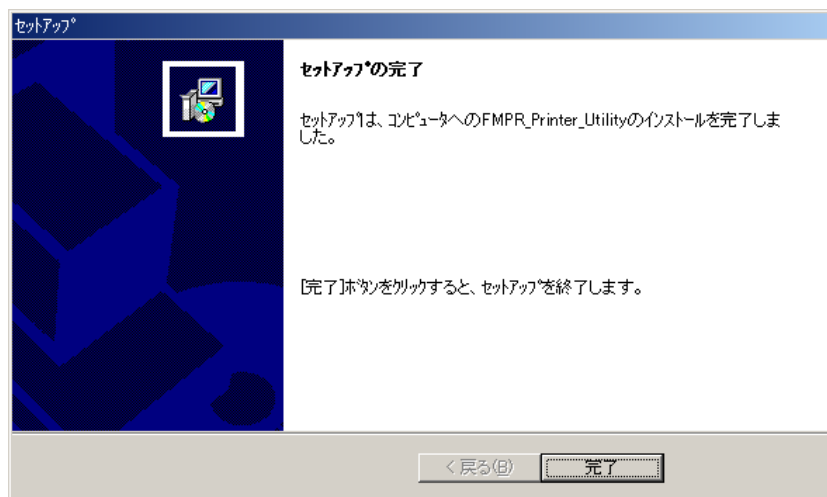 セットアップ
セットアップの完了
セットアップは、コンピュータへのFMPR_Printer_Utilityのインストールを完了しま
した。
[完了]ボタンをクリックすると、セットアップを終了します。
< 戻る(B)
完了